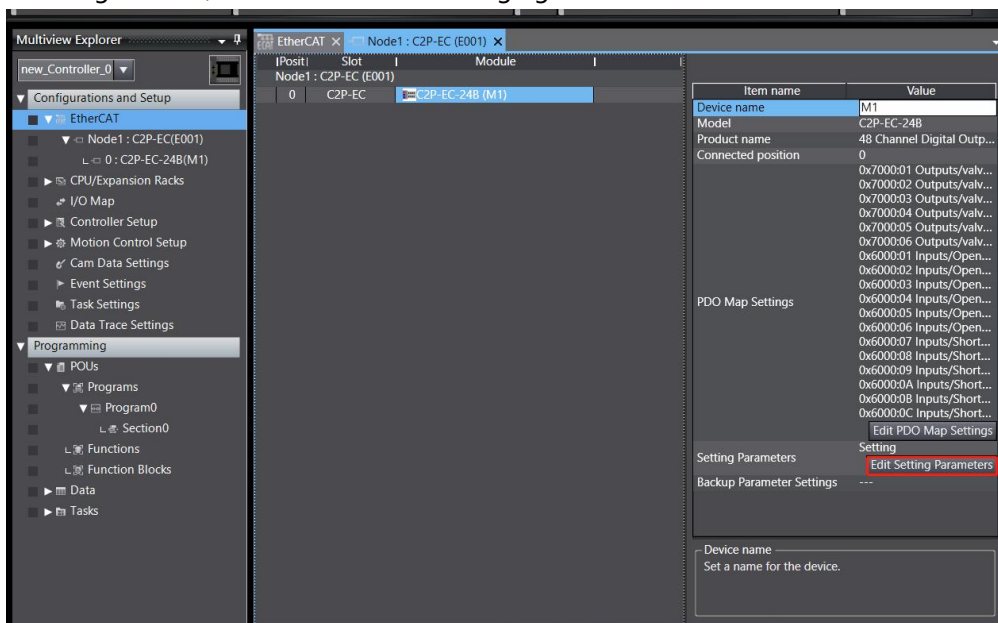 Multiview Explorer
new_Controller_0
Configurations and Setup
EtherCAT
Node1 : C2P-EC(E001)
0 : C2P-EC-24B(M1)
CPU/Expansion Racks
I/O Map
Controller Setup
Motion Control Setup
Cam Data Settings
Event Settings
Task Settings
Data Trace Settings
Programming
POUs
Programs
Program0
Section0
Functions
Function Blocks
Data
Tasks
EtherCAT Node1 : C2P-EC (E001)
Posit Slot Module
Node1 : C2P-EC (E001)
0 C2P-EC C2P-EC-24B (M1)
Item name Value
Device name M1
Model C2P-EC-24B
Product name 48 Channel Digital Outp...
Connected position 0
PDO Map Settings
0x7000:01 Outputs/valv...
0x7000:02 Outputs/valv...
0x7000:03 Outputs/valv...
0x7000:04 Outputs/valv...
0x7000:05 Outputs/valv...
0x7000:06 Outputs/valv...
0x6000:01 Inputs/Open...
0x6000:02 Inputs/Open...
0x6000:03 Inputs/Open...
0x6000:04 Inputs/Open...
0x6000:05 Inputs/Open...
0x6000:06 Inputs/Open...
0x6000:07 Inputs/Short...
0x6000:08 Inputs/Short...
0x6000:09 Inputs/Short...
0x6000:0A Inputs/Short...
0x6000:0B Inputs/Short...
0x6000:0C Inputs/Short...
Edit PDO Map Settings
Setting Parameters Setting
Edit Setting Parameters
Backup Parameter Settings ---
Device name
Set a name for the device.